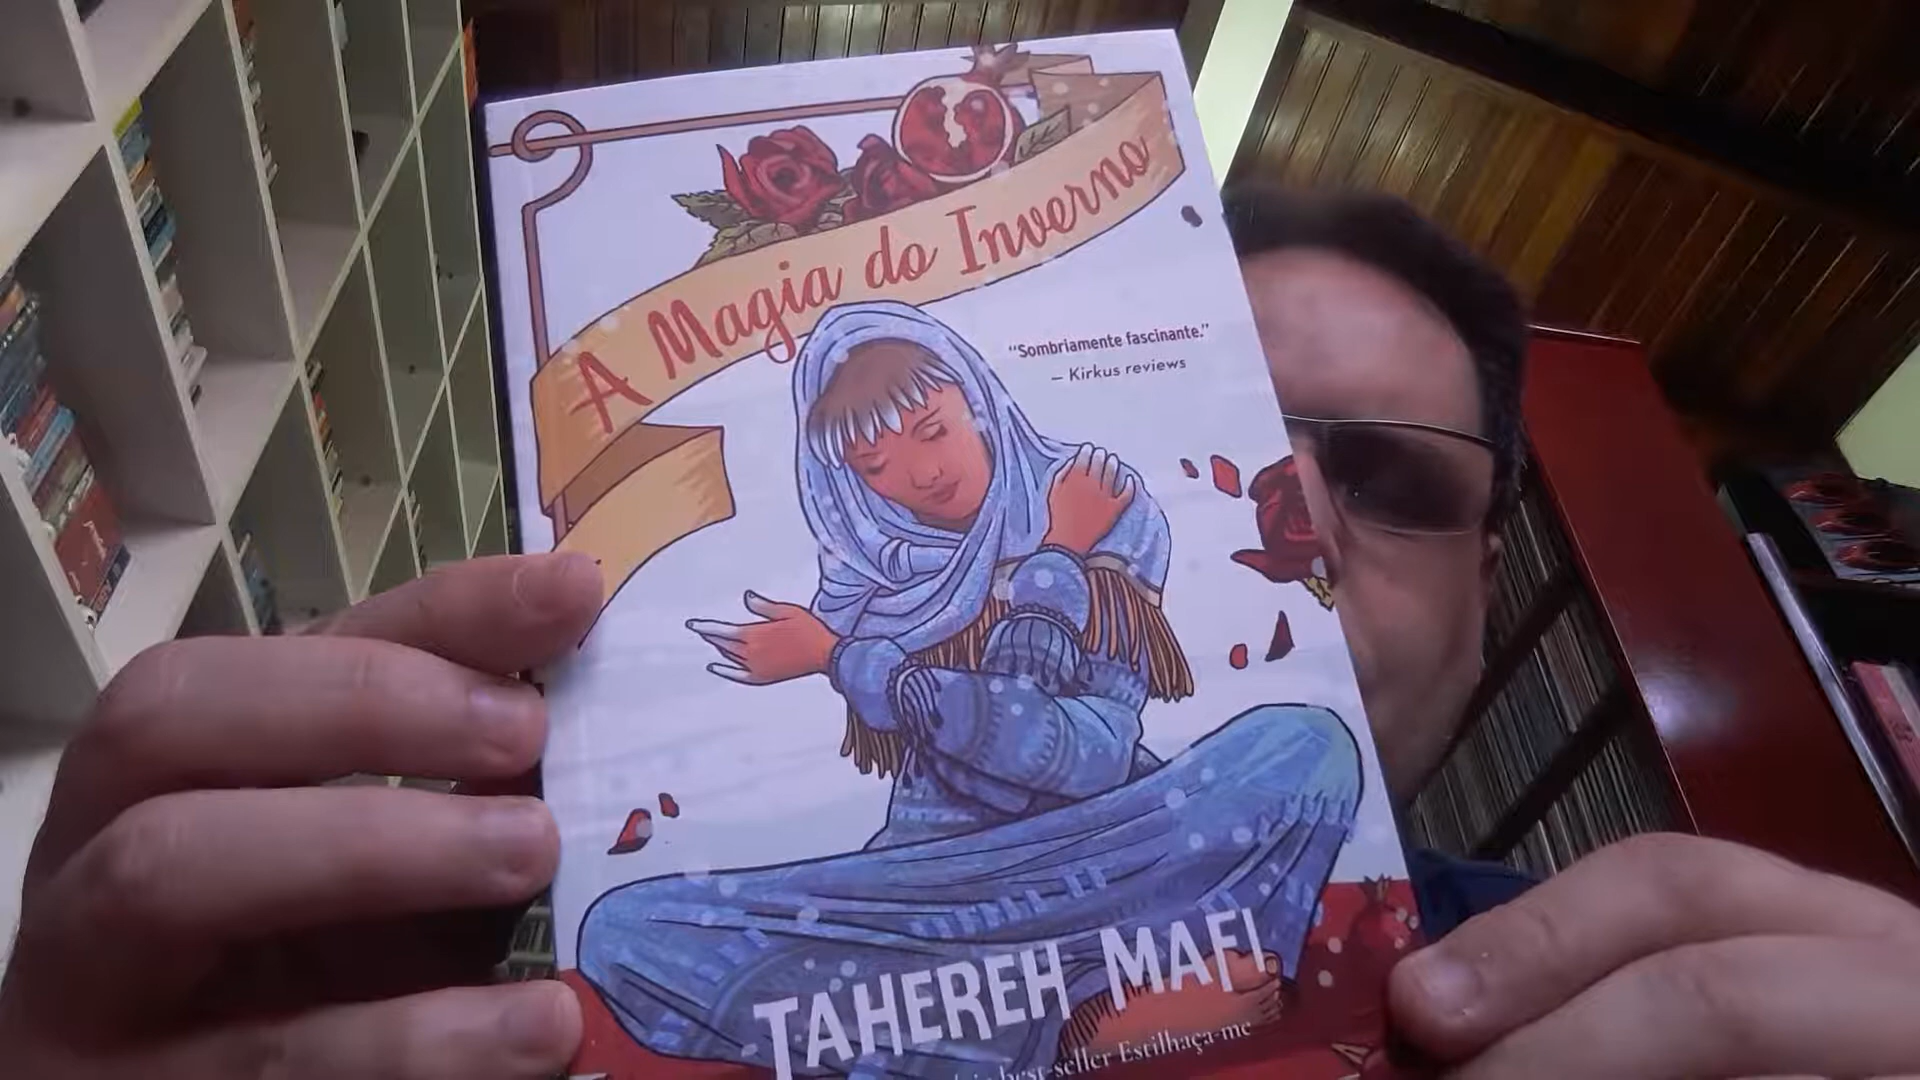 A Magia do Inverno
“Sombriamente fascinante.”
– Kirkus reviews
TAHEREH MAFI
best-seller Estilhaça-me